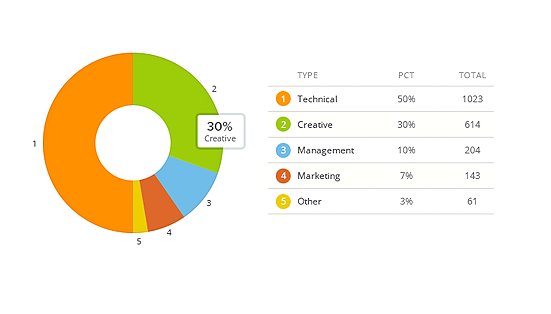 TYPE PCT TOTAL
1 Technical 50% 1023
2 Creative 30% 614
3 Management 10% 204
4 Marketing 7% 143
5 Other 3% 61
1
2
30%
Creative
3
4
5